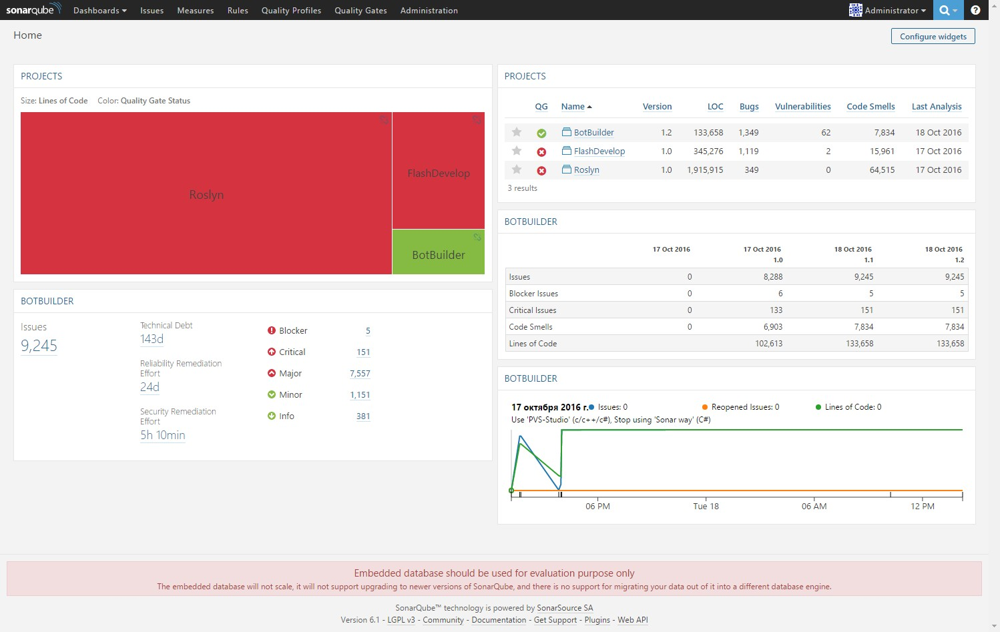 sonarqube Dashboards Issues Measures Rules Quality Profiles Quality Gates Administration Administrator ?
Home
Configure widgets
PROJECTS
Size: Lines of Code Color: Quality Gate Status
Roslyn
FlashDevelop
BotBuilder
BOTBUILDER
Issues
9,245
Technical Debt
143d
Reliability Remediation
Effort
24d
Security Remediation
Effort
5h 10min
Blocker 5
Critical 151
Major 7,557
Minor 1,151
Info 381
PROJECTS
QG Name Version LOC Bugs Vulnerabilities Code Smells Last Analysis
BotBuilder 1.2 133,658 1,349 62 7,834 18 Oct 2016
FlashDevelop 1.0 345,276 1,119 2 15,961 17 Oct 2016
Roslyn 1.0 1,915,915 349 0 64,515 17 Oct 2016
3 results
BOTBUILDER
17 Oct 2016 17 Oct 2016 18 Oct 2016 18 Oct 2016
1.0 1.1 1.2
Issues 0 8,288 9,245 9,245
Blocker Issues 0 6 5 5
Critical Issues 0 133 151 151
Code Smells 0 6,903 7,834 7,834
Lines of Code 102,613 133,658 133,658
BOTBUILDER
17 октября 2016 г. Issues: 0 Reopened Issues: 0 Lines of Code: 0
Use 'PVS-Studio' (c/c++/c#), Stop using 'Sonar way' (C#)
06 PM Tue 18 06 AM 12 PM
Embedded database should be used for evaluation purpose only
The embedded database will not scale, it will not support upgrading to newer versions of SonarQube, and there is no support for migrating your data out of it into a different database engine.
SonarQube™ technology is powered by SonarSource SA
Version 6.1 - LGPL v3 - Community - Documentation - Get Support - Plugins - Web API